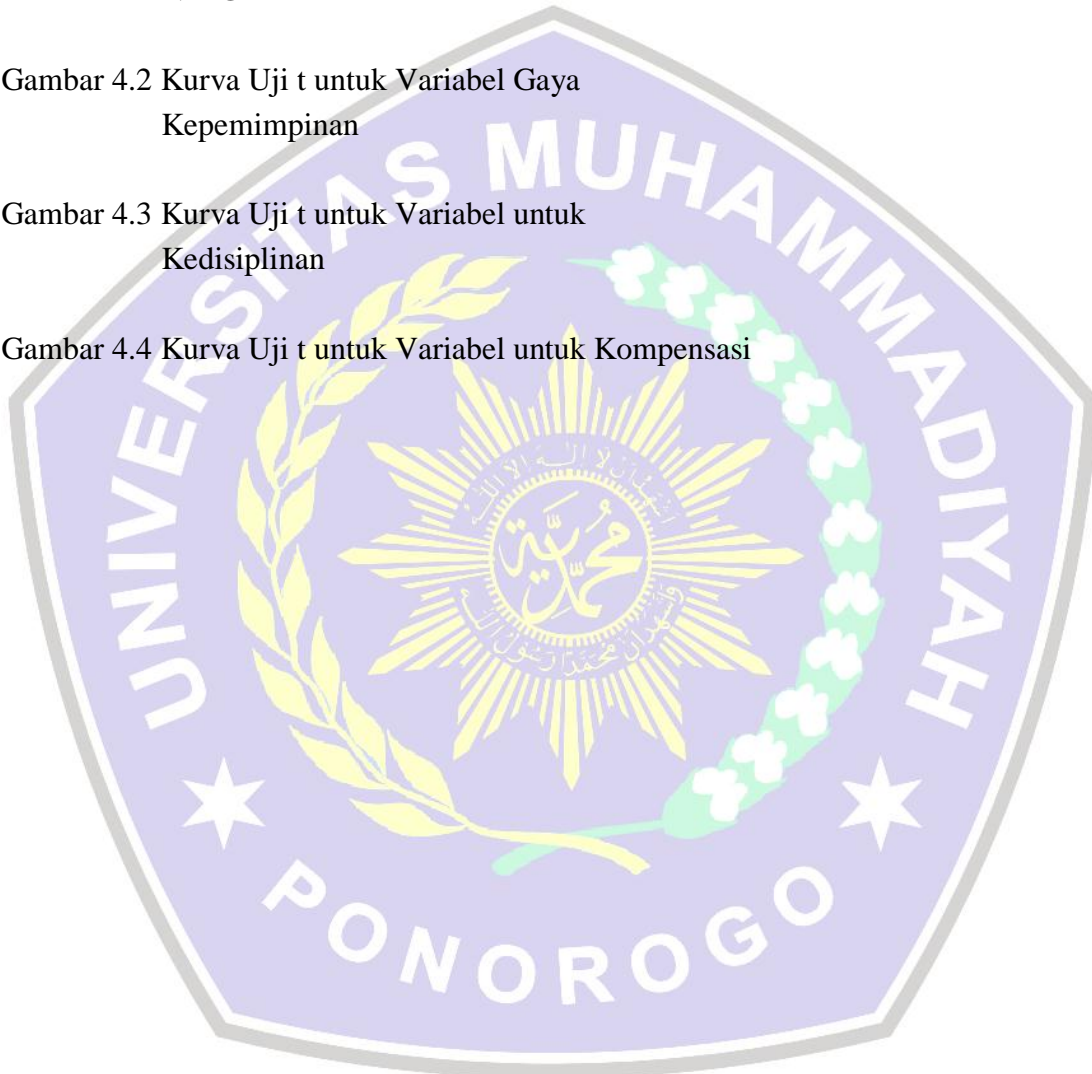 Gambar 4.2 Kurva Uji t untuk Variabel Gaya
Kepemimpinan
Gambar 4.3 Kurva Uji t untuk Variabel untuk
Kedisiplinan
Gambar 4.4 Kurva Uji t untuk Variabel untuk Kompensasi
UNIVERSITAS MUHAMMADIYAH
PONOROGO
محمدية